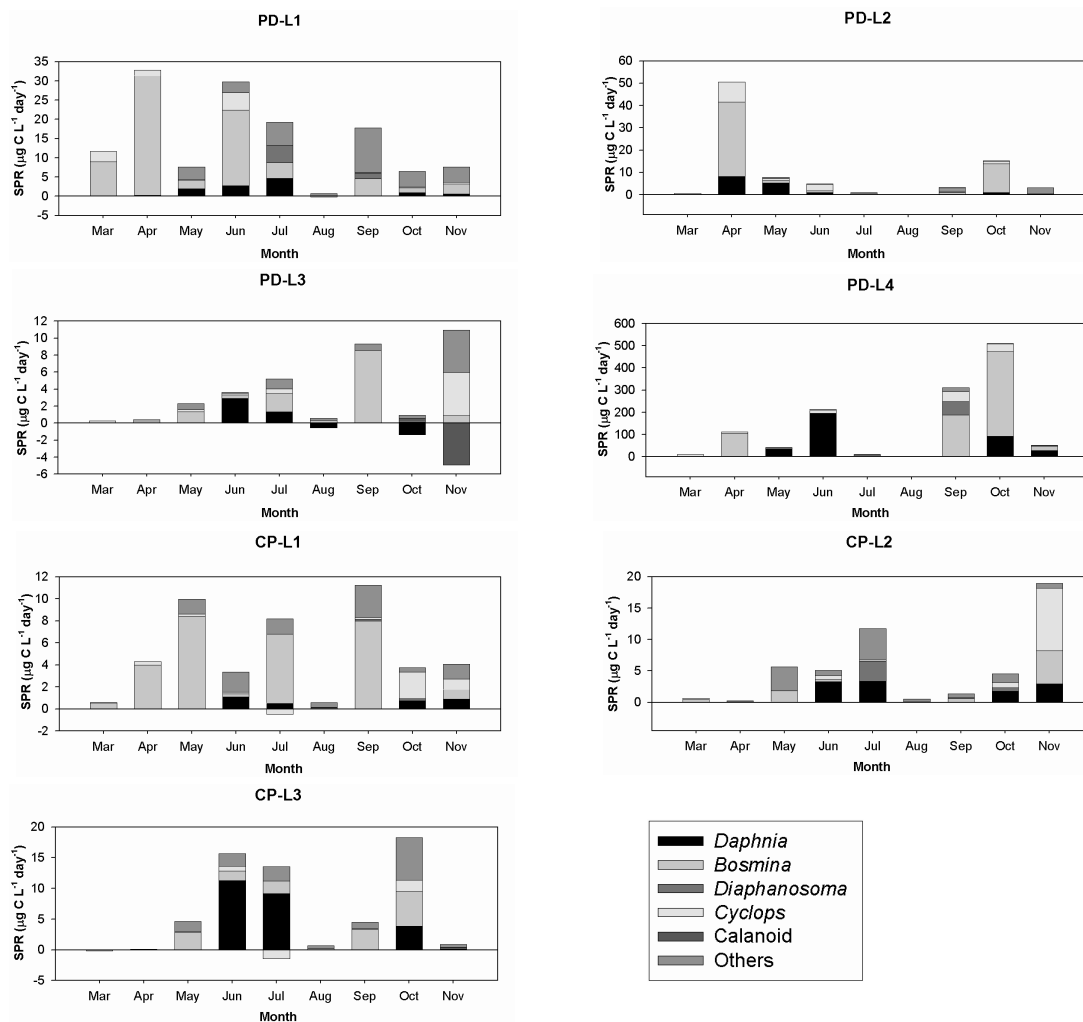 PD-L1
35
30
25
20
15
10
5
0
-5
SPR (µg C L-1 day-1)
Mar Apr May Jun Jul Aug Sep Oct Nov
Month
PD-L2
60
50
40
30
20
10
0
SPR (µg C L-1 day-1)
Mar Apr May Jun Jul Aug Sep Oct Nov
Month
PD-L3
12
10
8
6
4
2
0
-2
-4
-6
SPR (µg C L-1 day-1)
Mar Apr May Jun Jul Aug Sep Oct Nov
Month
PD-L4
600
500
400
300
200
100
0
SPR (µg C L-1 day-1)
Mar Apr May Jun Jul Aug Sep Oct Nov
Month
CP-L1
12
10
8
6
4
2
0
-2
SPR (µg C L-1 day-1)
Mar Apr May Jun Jul Aug Sep Oct Nov
Month
CP-L2
20
15
10
5
0
SPR (µg C L-1 day-1)
Mar Apr May Jun Jul Aug Sep Oct Nov
Month
CP-L3
20
15
10
5
0
-5
SPR (µg C L-1 day-1)
Mar Apr May Jun Jul Aug Sep Oct Nov
Month
Daphnia
Bosmina
Diaphanosoma
Cyclops
Calanoid
Others